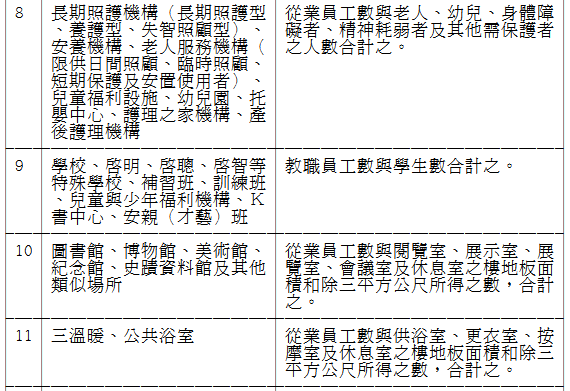 8
長期照護機構（長期照護型
、養護型、失智照顧型）、
安養機構、老人服務機構（
限供日間照顧、臨時照顧、
短期保護及安置使用者）、
兒童福利設施、幼兒園、托
嬰中心、護理之家機構、產
後護理機構
從業員工數與老人、幼兒、身體障
礙者、精神耗弱者及其他需保護者
之人數合計之。
9
學校、啓明、啓聰、啓智等
特殊學校、補習班、訓練班
、兒童與少年福利機構、Ｋ
書中心、安親（才藝）班
教職員工數與學生數合計之。
10
圖書館、博物館、美術館、
紀念館、史蹟資料館及其他
類似場所
從業員工數與閱覽室、展示室、展
覽室、會議室及休息室之樓地板面
積和除三平方公尺所得之數，合計
之。
11
三溫暖、公共浴室
從業員工數與供浴室、更衣室、按
摩室及休息室之樓地板面積和除三
平方公尺所得之數，合計之。